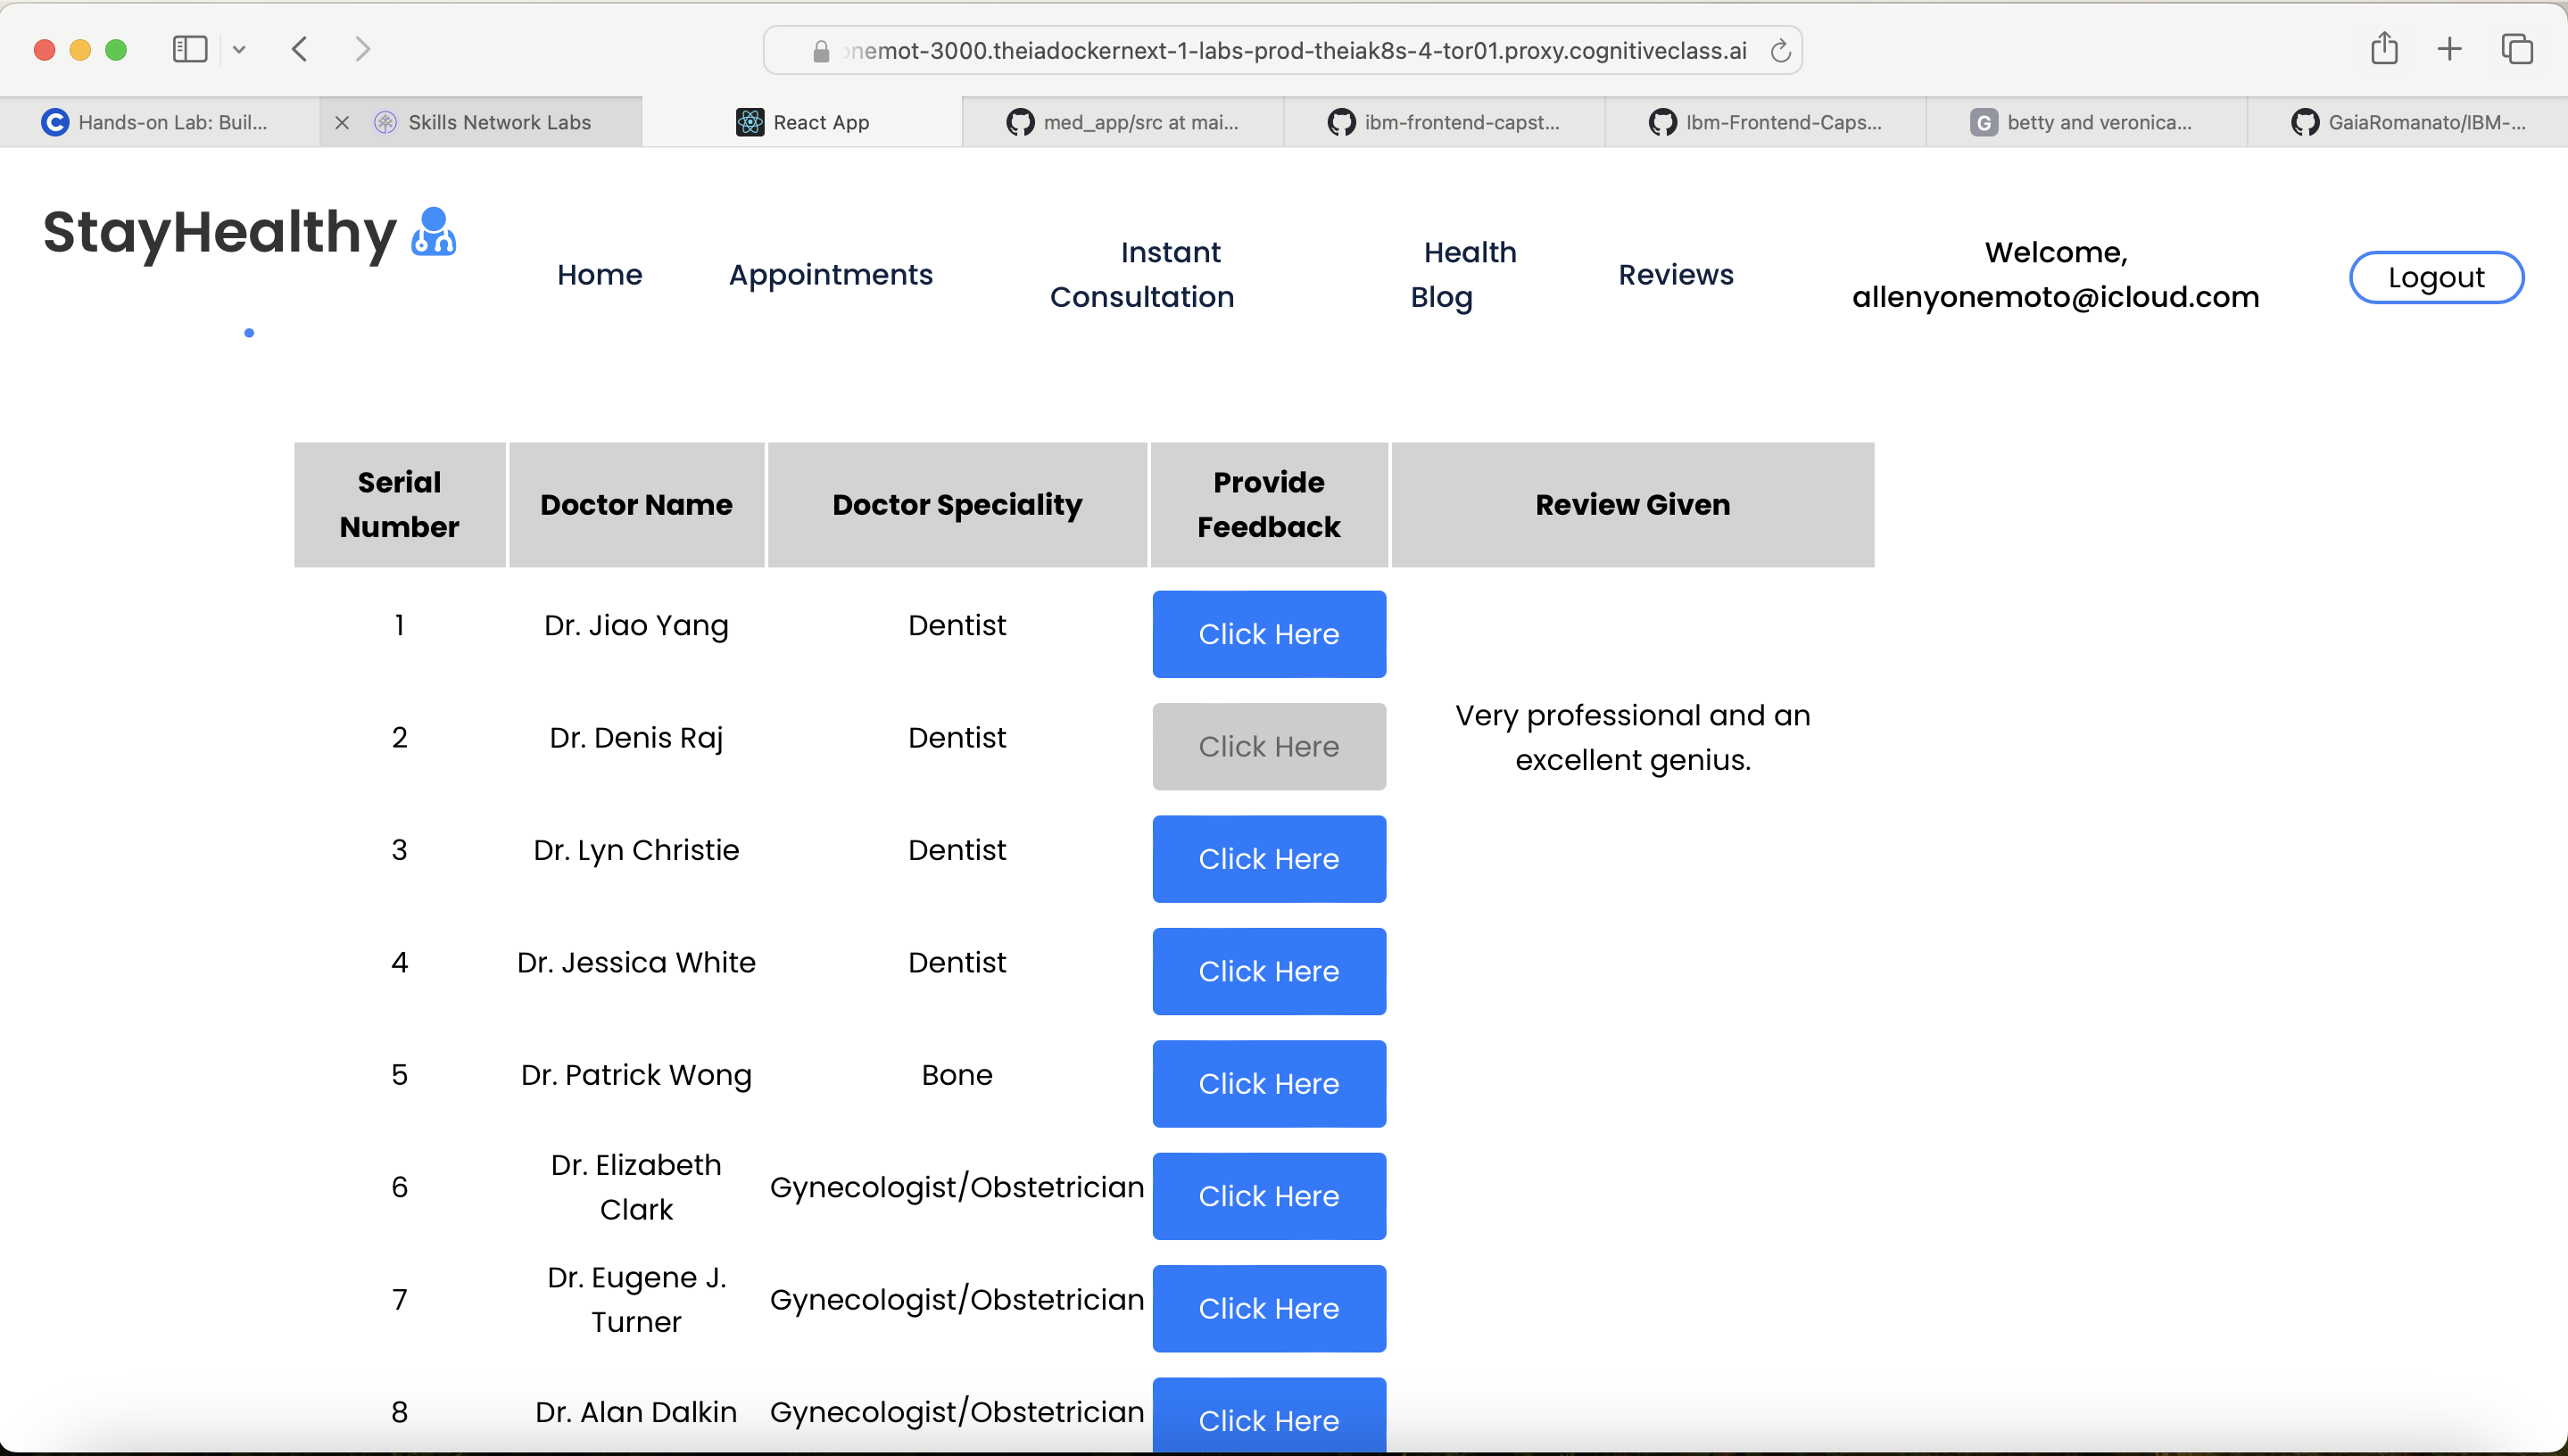 onemot-3000.theiadockernext-1-labs-prod-theiak8s-4-tor01.proxy.cognitiveclass.ai
Hands-on Lab: Buil...
Skills Network Labs
React App
med_app/src at mai...
ibm-frontend-capst...
Ibm-Frontend-Caps...
G
betty and veronica...
GaiaRomanato/IBM-...
StayHealthy
Home
Appointments
Instant
Consultation
Health
Blog
Reviews
Welcome,
allenyonemoto@icloud.com
Logout
Serial
Number
Doctor Name
Doctor Speciality
Provide
Feedback
Review Given
1
Dr. Jiao Yang
Dentist
Click Here
2
Dr. Denis Raj
Dentist
Click Here
Very professional and an
excellent genius.
3
Dr. Lyn Christie
Dentist
Click Here
4
Dr. Jessica White
Dentist
Click Here
5
Dr. Patrick Wong
Bone
Click Here
6
Dr. Elizabeth
Clark
Gynecologist/Obstetrician
Click Here
7
Dr. Eugene J.
Turner
Gynecologist/Obstetrician
Click Here
8
Dr. Alan Dalkin
Gynecologist/Obstetrician
Click Here